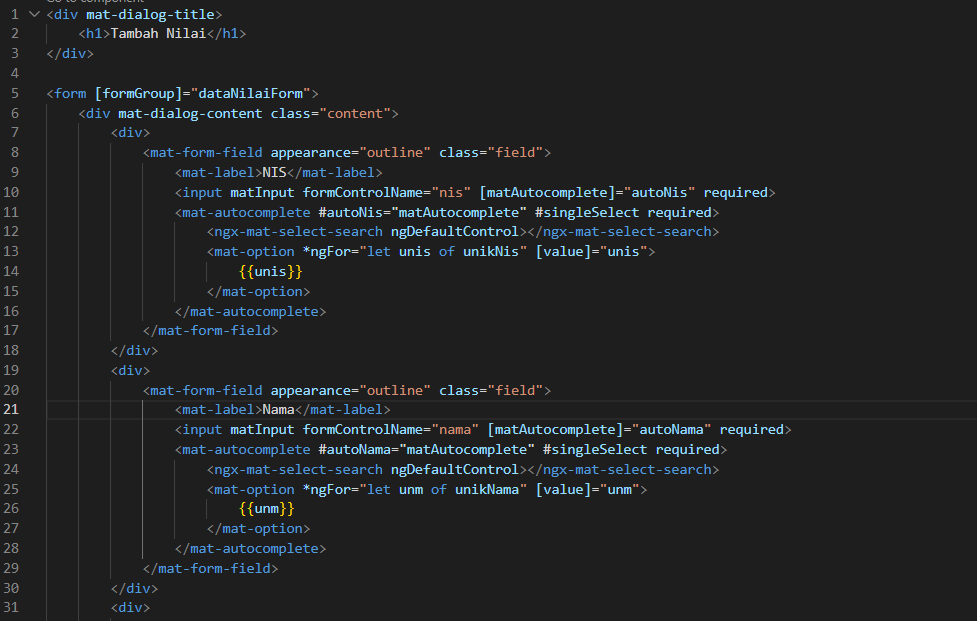 Go to component
1 <div mat-dialog-title>
2     <h1>Tambah Nilai</h1>
3 </div>
4
5 <form [formGroup]="dataNilaiForm">
6     <div mat-dialog-content class="content">
7         <div>
8             <mat-form-field appearance="outline" class="field">
9                 <mat-label>NIS</mat-label>
10                 <input matInput formControlName="nis" [matAutocomplete]="autoNis" required>
11                 <mat-autocomplete #autoNis="matAutocomplete" #singleSelect required>
12                     <ngx-mat-select-search ngDefaultControl></ngx-mat-select-search>
13                     <mat-option *ngFor="let unis of unikNis" [value]="unis">
14                         {{unis}}
15                     </mat-option>
16                 </mat-autocomplete>
17             </mat-form-field>
18         </div>
19         <div>
20             <mat-form-field appearance="outline" class="field">
21                 <mat-label>Nama</mat-label>
22                 <input matInput formControlName="nama" [matAutocomplete]="autoNama" required>
23                 <mat-autocomplete #autoNama="matAutocomplete" #singleSelect required>
24                     <ngx-mat-select-search ngDefaultControl></ngx-mat-select-search>
25                     <mat-option *ngFor="let unm of unikNama" [value]="unm">
26                         {{unm}}
27                     </mat-option>
28                 </mat-autocomplete>
29             </mat-form-field>
30         </div>
31         <div>